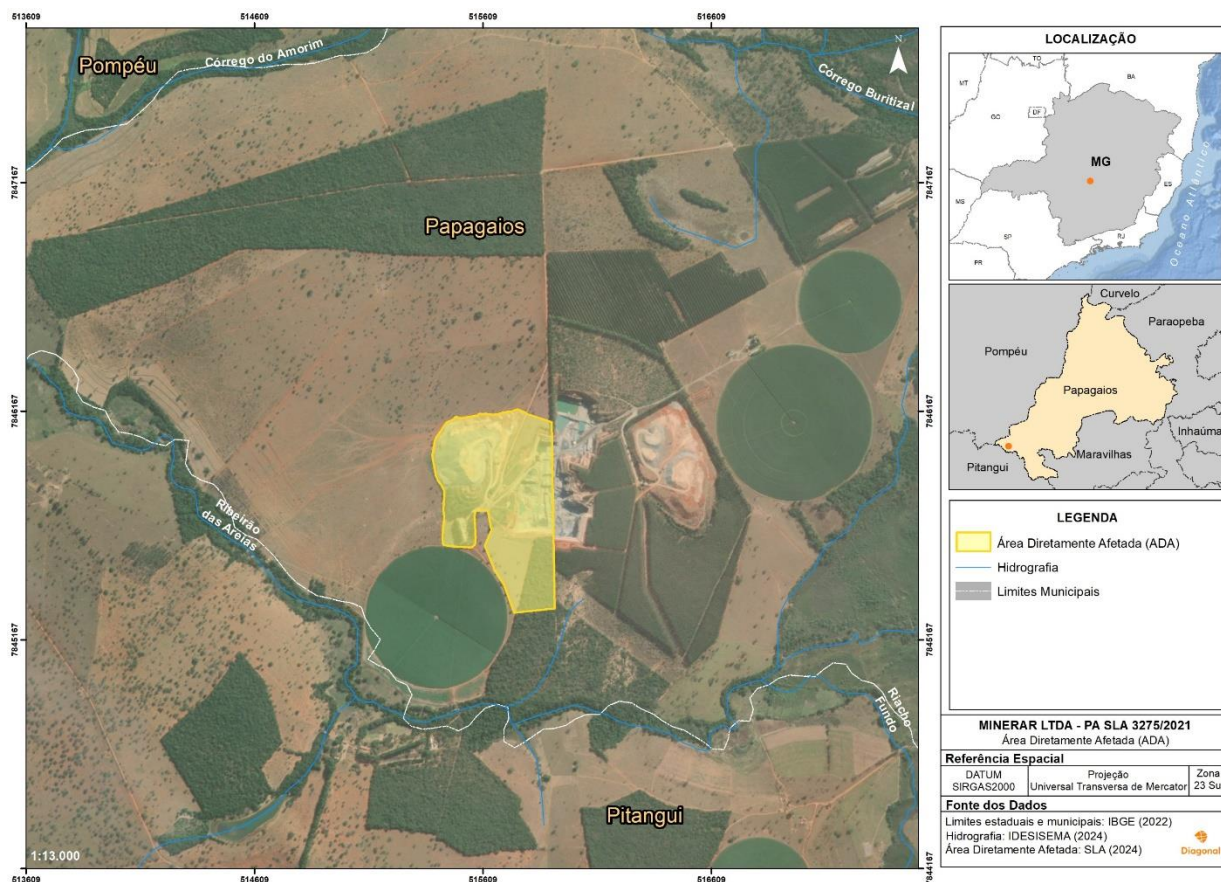 513609
514609
515609
516609
7847167
7846167
7845167
7844167
7847167
7846167
7845167
7844167
513609
514609
515609
516609
N
Pompéu
Córrego do Amorim
Córrego Buritizal
Papagaios
Ribeirão
das Areias
Riacho
Fundo
Pitangui
1:13.000
LOCALIZAÇÃO
TO
BA
MT
GO
DF
MG
ES
MS
SP
RJ
PR
Oceano Atlântico
Curvelo
Paraopeba
Pompéu
Papagaios
Inhaúma
Maravilhas
Pitangui
LEGENDA
Área Diretamente Afetada (ADA)
Hidrografia
Limites Municipais
MINERAR LTDA - PA SLA 3275/2021
Área Diretamente Afetada (ADA)
Referência Espacial
DATUM
SIRGAS2000
Projeção
Universal Transversa de Mercator
Zona
23 Su
Fonte dos Dados
Limites estaduais e municipais: IBGE (2022)
Hidrografia: IDESISEMA (2024)
Área Diretamente Afetada: SLA (2024)
Diagonal